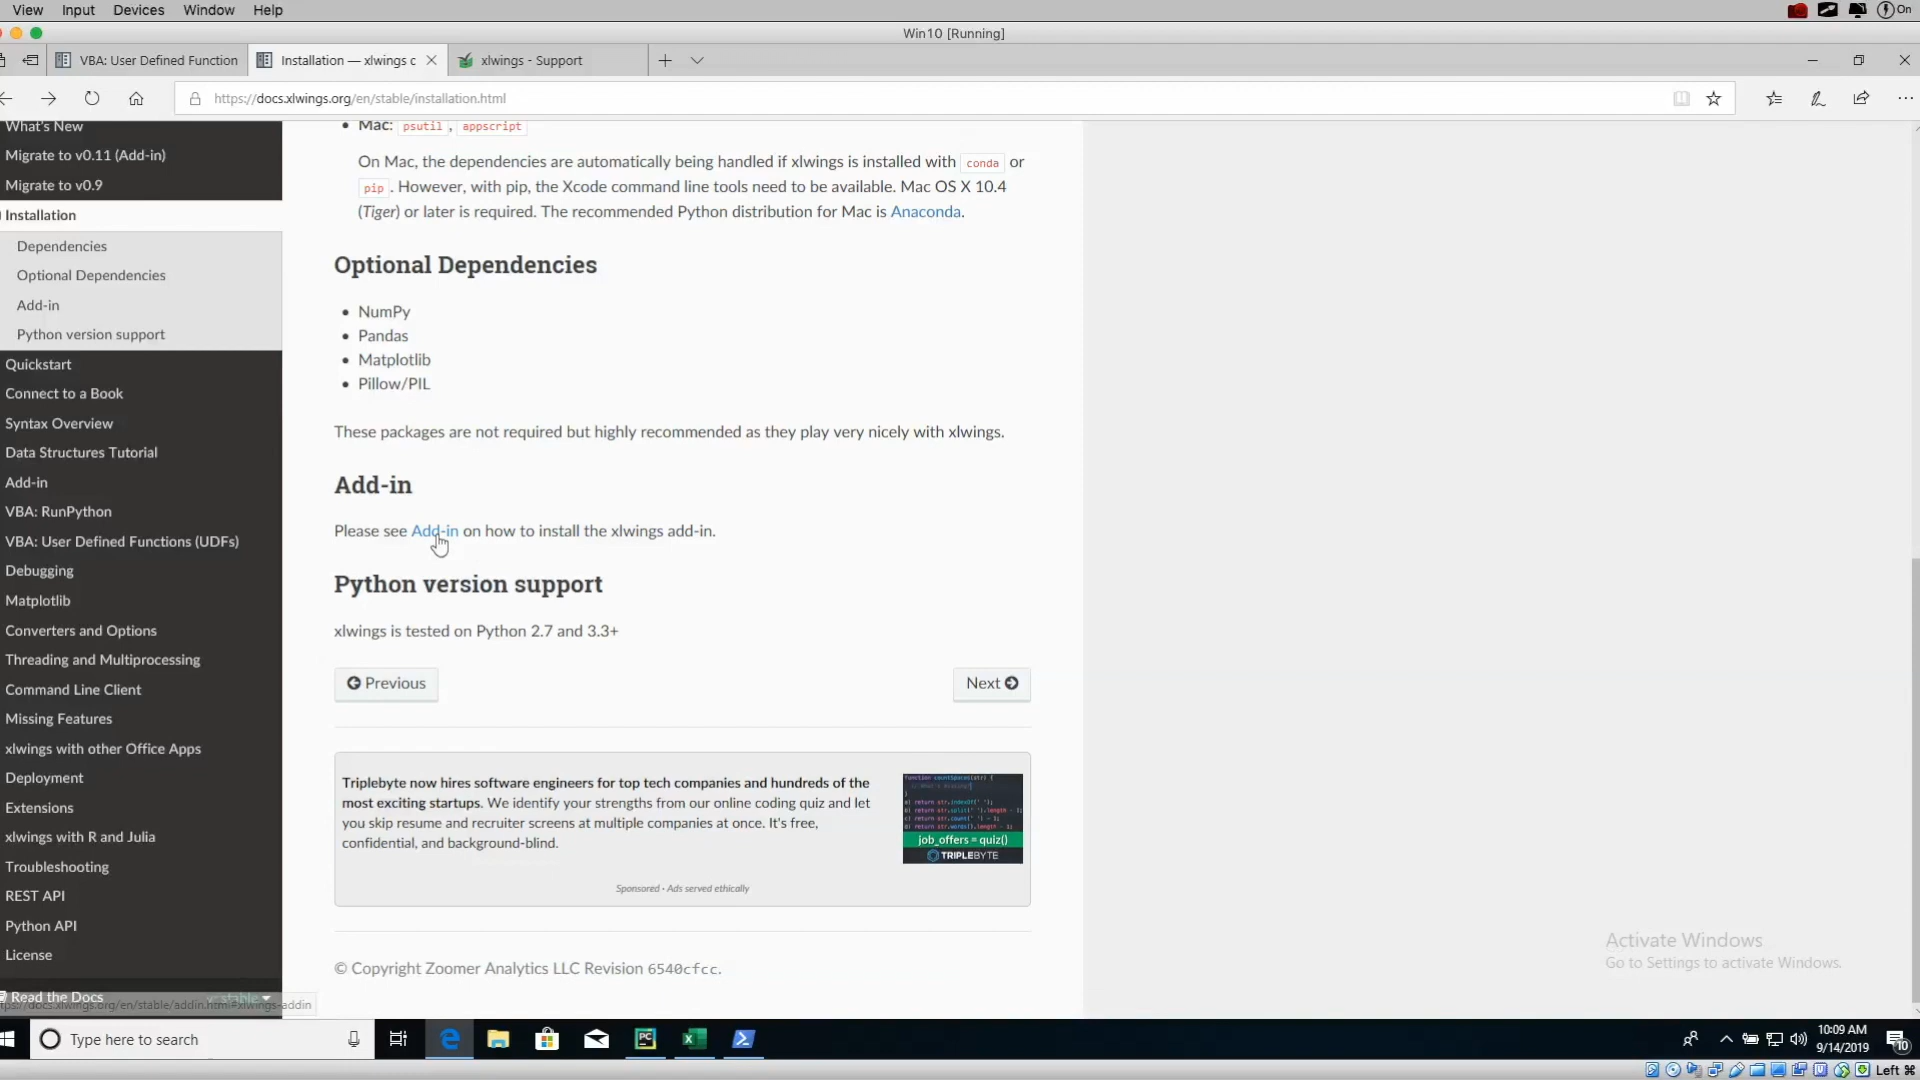 View Input Devices Window Help
On
Win10 [Running]
VBA: User Defined Function
Installation — xlwings c
xlwings - Support
https://docs.xlwings.org/en/stable/installation.html
What's New
Migrate to v0.11 (Add-in)
Migrate to v0.9
Installation
Dependencies
Optional Dependencies
Add-in
Python version support
Quickstart
Connect to a Book
Syntax Overview
Data Structures Tutorial
Add-in
VBA: RunPython
VBA: User Defined Functions (UDFs)
Debugging
Matplotlib
Converters and Options
Threading and Multiprocessing
Command Line Client
Missing Features
xlwings with other Office Apps
Deployment
Extensions
xlwings with R and Julia
Troubleshooting
REST API
Python API
License
Read the Docs
v: stable
tps://docs.xlwings.org/en/stable/addin.html#xlwings-addin
Mac: psutil, appscript
On Mac, the dependencies are automatically being handled if xlwings is installed with conda or
pip. However, with pip, the Xcode command line tools need to be available. Mac OS X 10.4
(Tiger) or later is required. The recommended Python distribution for Mac is Anaconda.
Optional Dependencies
NumPy
Pandas
Matplotlib
Pillow/PIL
These packages are not required but highly recommended as they play very nicely with xlwings.
Add-in
Please see Add-in on how to install the xlwings add-in.
Python version support
xlwings is tested on Python 2.7 and 3.3+
Previous
Next
Triplebyte now hires software engineers for top tech companies and hundreds of the
most exciting startups. We identify your strengths from our online coding quiz and let
you skip resume and recruiter screens at multiple companies at once. It's free,
confidential, and background-blind.
job_offers = quiz()
TRIPLEBYTE
Sponsored · Ads served ethically
© Copyright Zoomer Analytics LLC Revision 6540cfcc.
Activate Windows
Go to Settings to activate Windows.
Type here to search
PC
10:09 AM
9/14/2019
10
Left ⌘